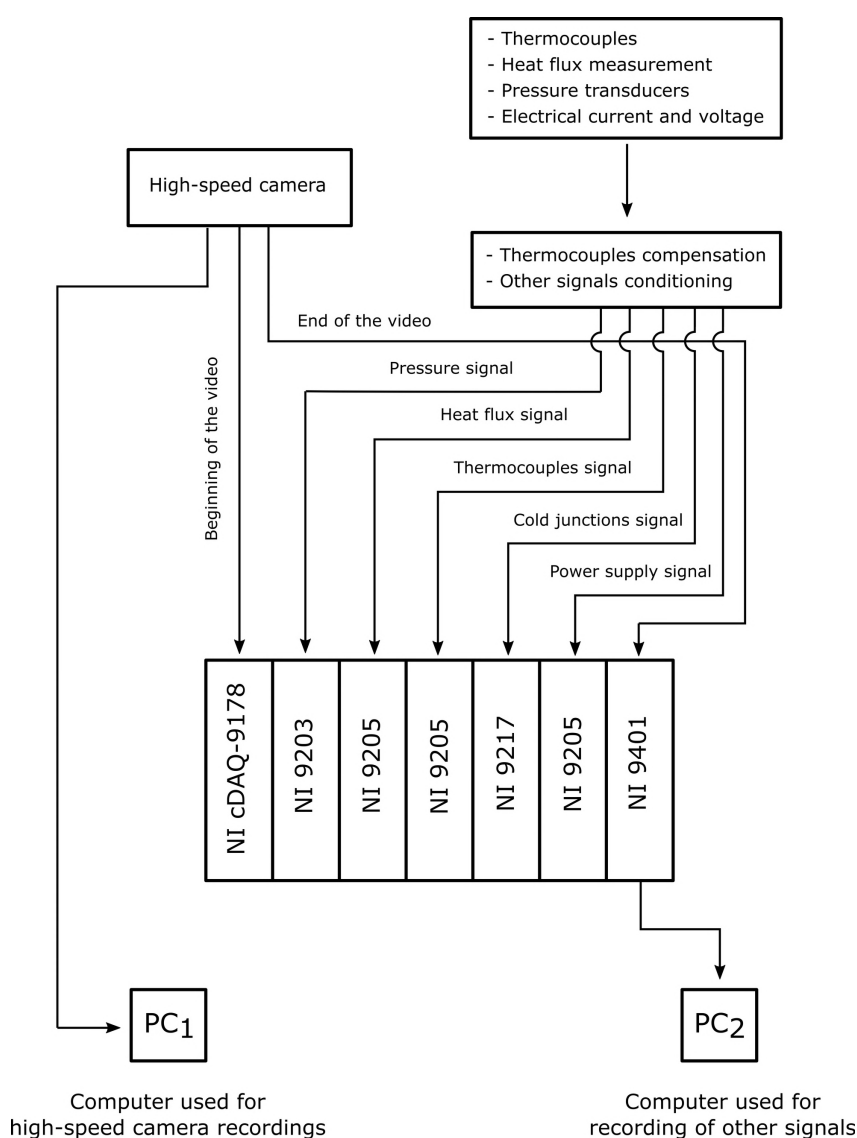 - Thermocouples
- Heat flux measurement
- Pressure transducers
- Electrical current and voltage
High-speed camera
- Thermocouples compensation
- Other signals conditioning
End of the video
Beginning of the video
Pressure signal
Heat flux signal
Thermocouples signal
Cold junctions signal
Power supply signal
NI cDAQ-9178
NI 9203
NI 9205
NI 9205
NI 9217
NI 9205
NI 9401
PC1
PC2
Computer used for
high-speed camera recordings
Computer used for
recording of other signals